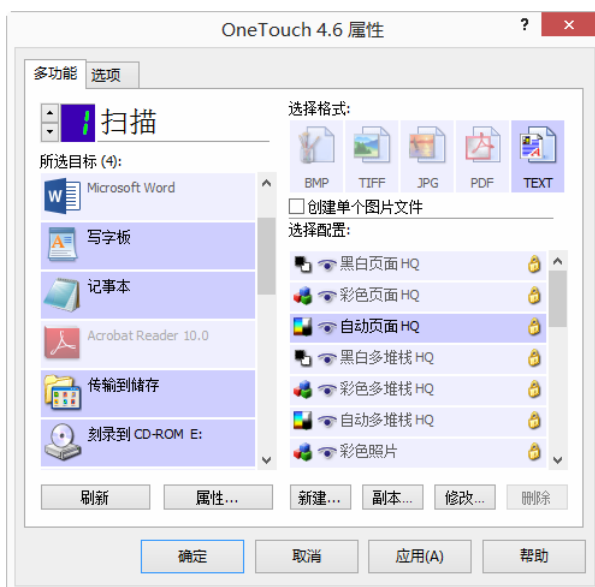 OneTouch 4.6 属性
?
×
多功能
选项
1 扫描
所选目标 (4):
Microsoft Word
写字板
记事本
Acrobat Reader 10.0
传输到储存
刻录到 CD-ROM E:
刷新
属性...
选择格式:
BMP TIFF JPG PDF TEXT
创建单个图片文件
选择配置:
黑白页面 HQ
彩色页面 HQ
自动页面 HQ
黑白多堆栈 HQ
彩色多堆栈 HQ
自动多堆栈 HQ
彩色照片
新建...
副本...
修改...
删除
确定
取消
应用(A)
帮助